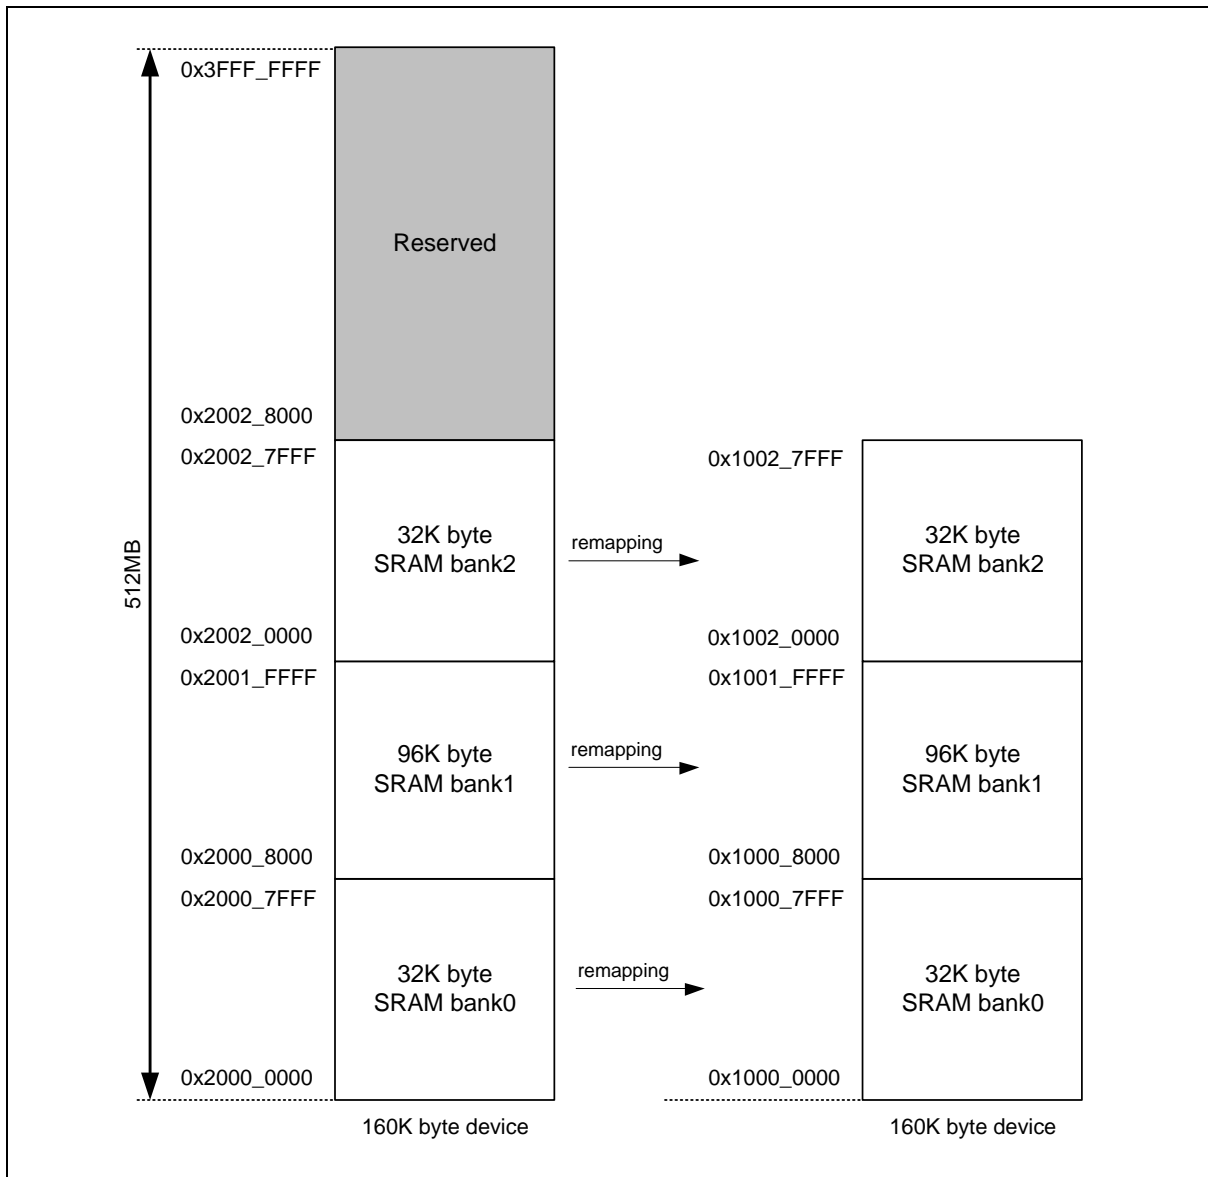 0x3FFF_FFFF
Reserved
0x2002_8000
0x2002_7FFF
0x1002_7FFF
32K byte
SRAM bank2
remapping
32K byte
SRAM bank2
512MB
0x2002_0000
0x1002_0000
0x2001_FFFF
0x1001_FFFF
96K byte
SRAM bank1
remapping
96K byte
SRAM bank1
0x2000_8000
0x1000_8000
0x2000_7FFF
0x1000_7FFF
32K byte
SRAM bank0
remapping
32K byte
SRAM bank0
0x2000_0000
0x1000_0000
160K byte device
160K byte device